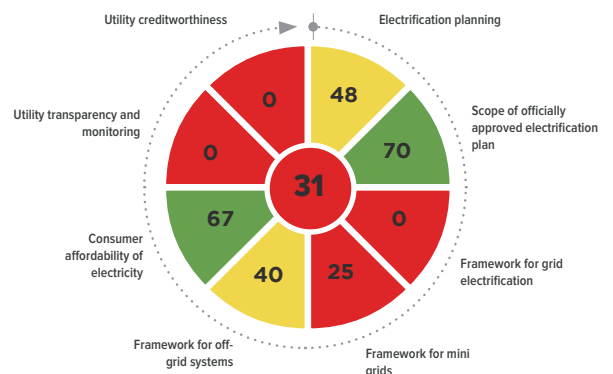 Utility creditworthiness
Electrification planning
0
48
Utility transparency and
monitoring
Scope of officially
approved electrification
plan
0
70
31
67
0
Consumer
affordability of
electricity
40
25
Framework for grid
electrification
Framework for off-
grid systems
Framework for mini
grids